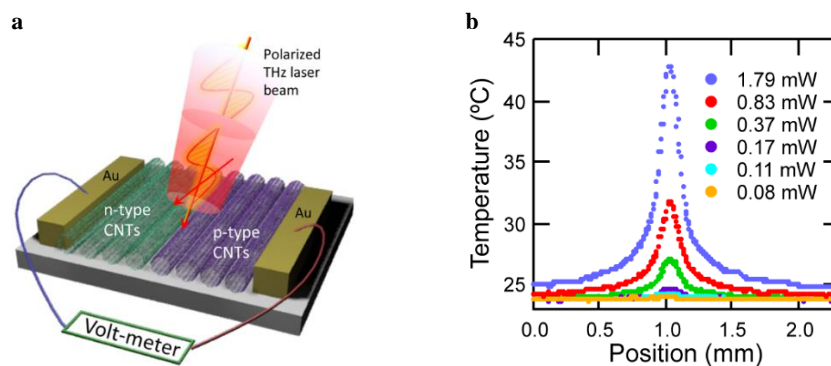 a
Polarized
THz laser
beam
Au
n-type
CNTs
p-type
CNTs
Au
Volt-meter
b
45
40
35
30
25
Temperature (ºC)
1.79 mW
0.83 mW
0.37 mW
0.17 mW
0.11 mW
0.08 mW
0.0 0.5 1.0 1.5 2.0
Position (mm)